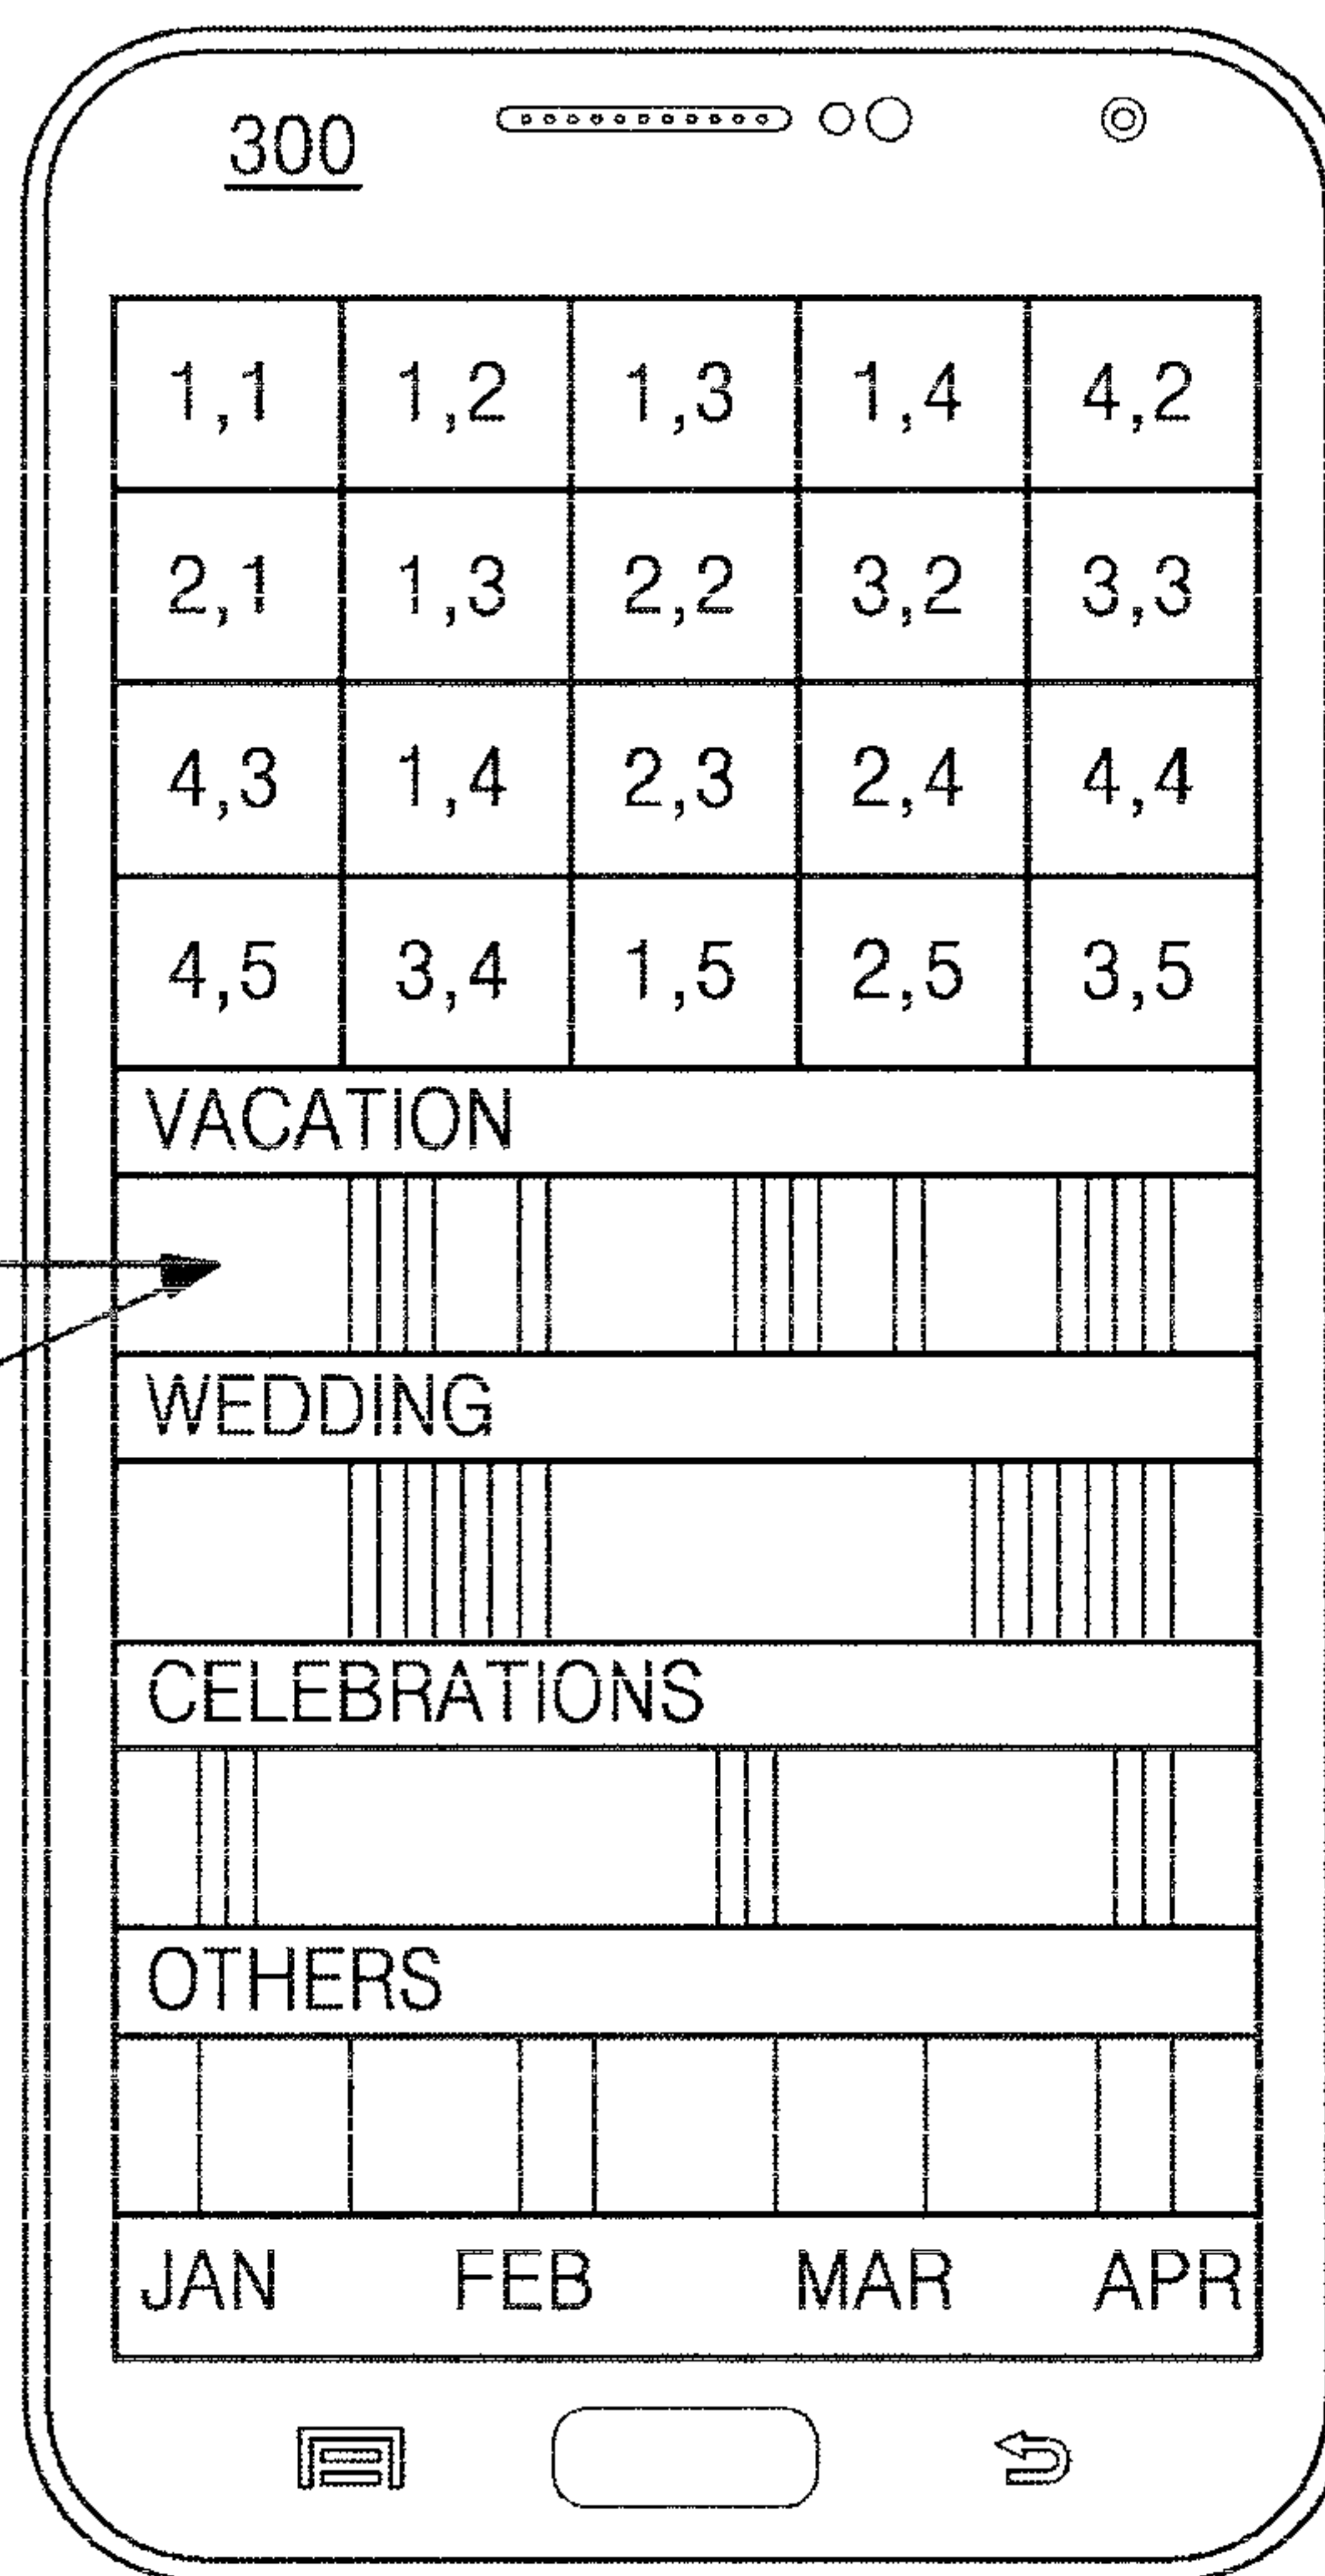 300
1,1 1,2 1,3 1,4 4,2
2,1 1,3 2,2 3,2 3,3
4,3 1,4 2,3 2,4 4,4
4,5 3,4 1,5 2,5 3,5
VACATION
WEDDING
CELEBRATIONS
OTHERS
JAN FEB MAR APR